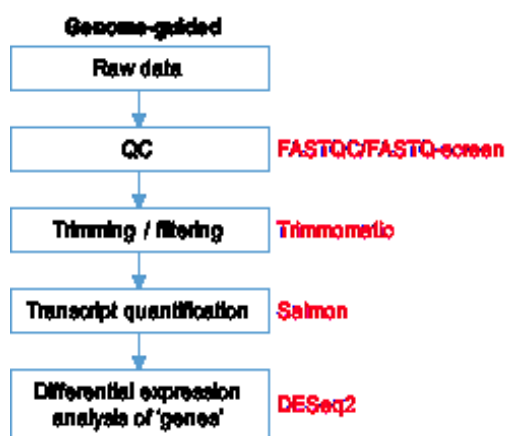 Genome-guided
Raw data
QC
FASTQC/FASTQ-screen
Trimming / filtering
Trimmomatic
Transcript quantification
Salmon
Differential expression
analysis of 'genes'
DESeq2